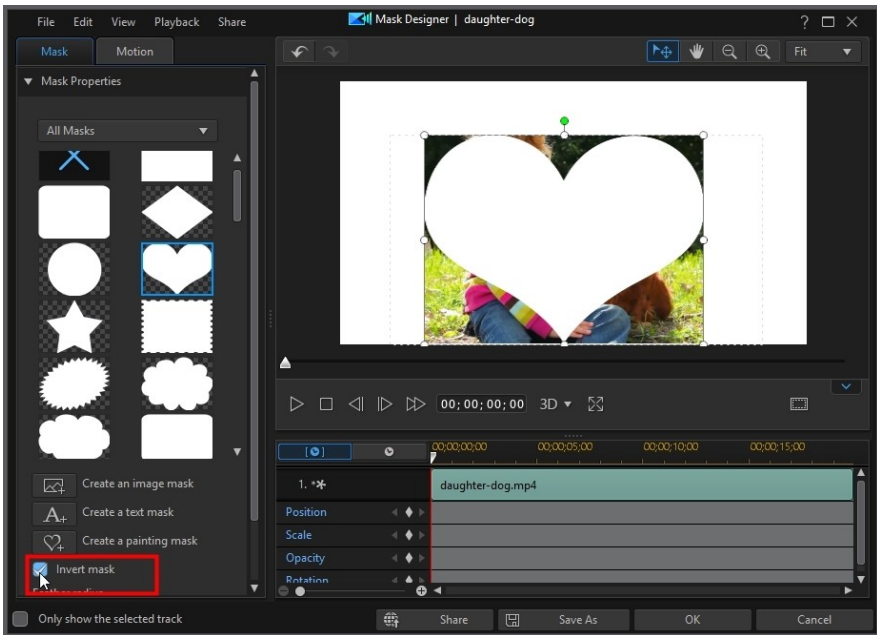 File Edit View Playback Share
Mask Designer | daughter-dog
?
Mask Motion
Fit
Mask Properties
All Masks
Create an image mask
A+ Create a text mask
Create a painting mask
Invert mask
Feather radius
Only show the selected track
00;00;00;00 3D
00;00;00;00 00;00;05;00 00;00;10;00 00;00;15;00
1.
daughter-dog.mp4
Position
Scale
Opacity
Rotation
Share Save As OK Cancel